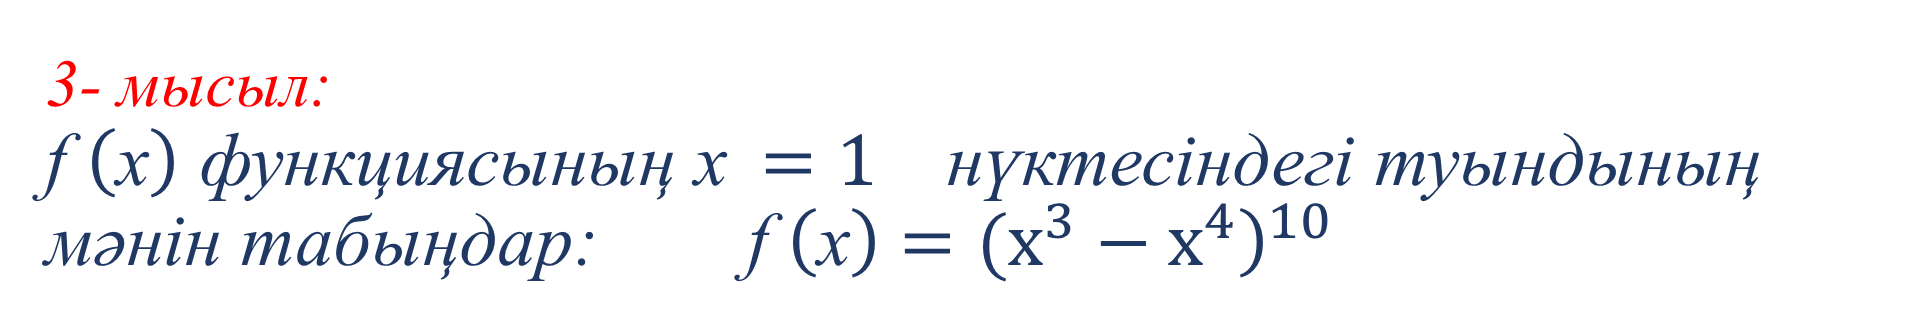 3- мысыл:
f (x) функциясының x = 1 нүктесіндегі туындының
мәнін табыңдар: f (x) = (x³ − x⁴)¹⁰